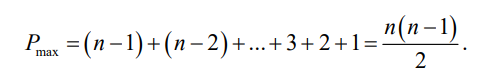 P_max = (n−1)+(n−2)+...+3+2+1 = n(n−1)/2.